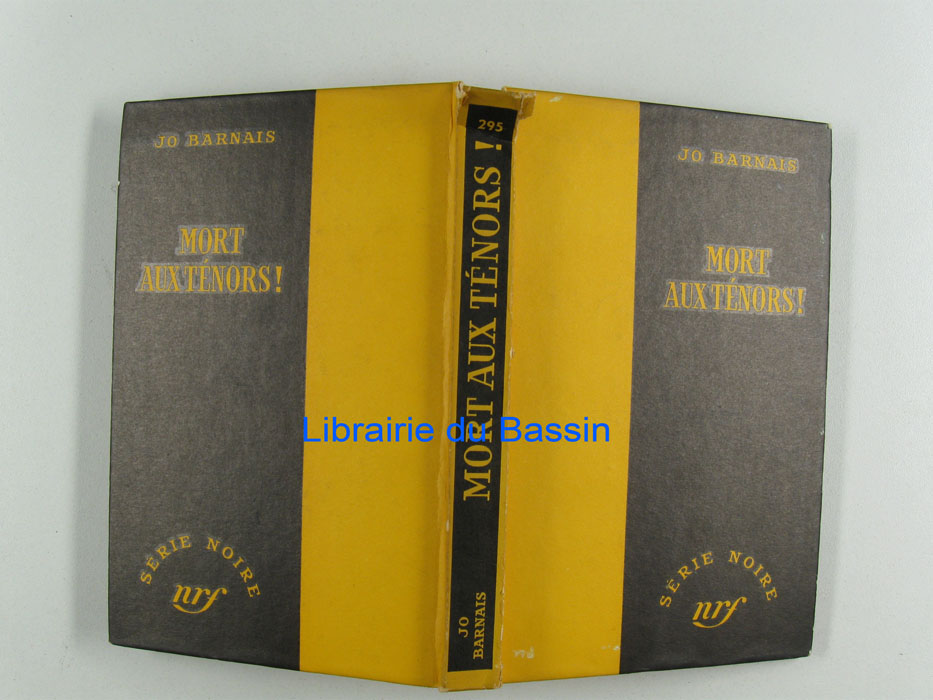 JO BARNAIS
MORT
AUX TÉNORS!
SÉRIE NOIRE
nrf
295
MORT AUX TÉNORS!
JO
BARNAIS
JO BARNAIS
MORT
AUX TÉNORS!
SÉRIE NOIRE
nrf
Librairie du Bassin